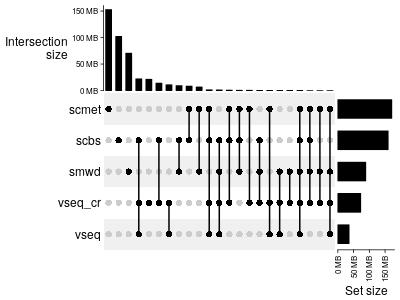 150 MB
100 MB
50 MB
0 MB
Intersection
size
scmet
scbs
smwd
vseq_cr
vseq
0 MB
50 MB
100 MB
150 MB
Set size